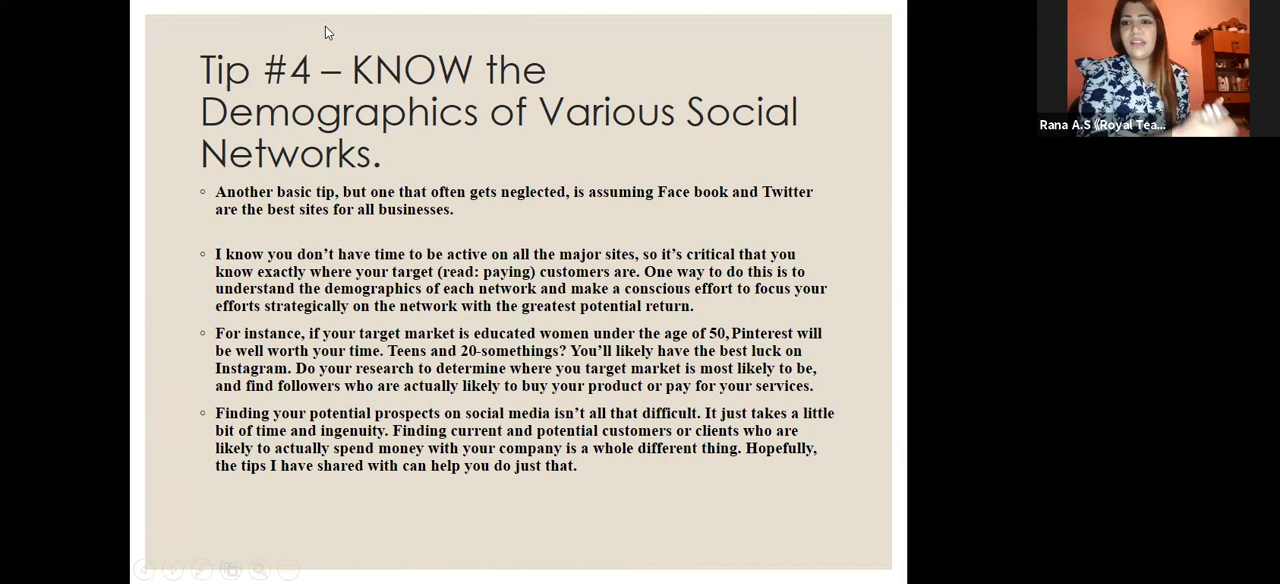 Tip #4 – KNOW the
Demographics of Various Social
Networks.
Another basic tip, but one that often gets neglected, is assuming Face book and Twitter
are the best sites for all businesses.
I know you don’t have time to be active on all the major sites, so it’s critical that you
know exactly where your target (read: paying) customers are. One way to do this is to
understand the demographics of each network and make a conscious effort to focus your
efforts strategically on the network with the greatest potential return.
For instance, if your target market is educated women under the age of 50, Pinterest will
be well worth your time. Teens and 20-somethings? You’ll likely have the best luck on
Instagram. Do your research to determine where you target market is most likely to be,
and find followers who are actually likely to buy your product or pay for your services.
Finding your potential prospects on social media isn’t all that difficult. It just takes a little
bit of time and ingenuity. Finding current and potential customers or clients who are
likely to actually spend money with your company is a whole different thing. Hopefully,
the tips I have shared with can help you do just that.
Rana A.S《Royal Tea...